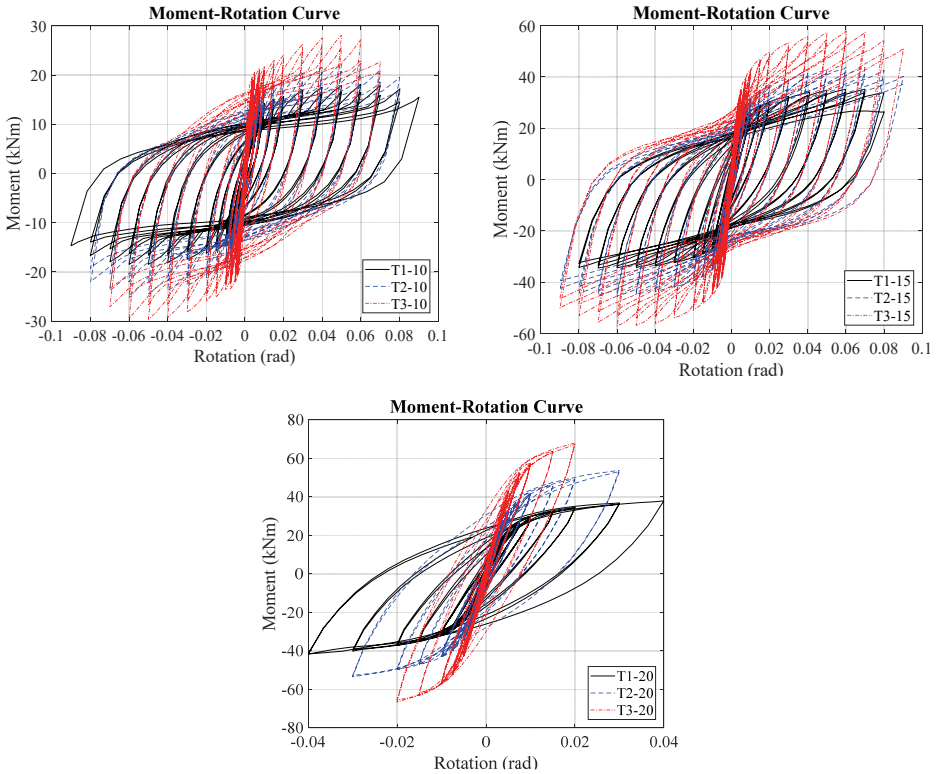 Moment-Rotation Curve
30
20
10
0
-10
-20
-30
Moment (kNm)
-0.1 -0.08 -0.06 -0.04 -0.02 0 0.02 0.04 0.06 0.08 0.1
Rotation (rad)
T1-10
T2-10
T3-10
Moment-Rotation Curve
60
40
20
0
-20
-40
-60
Moment (kNm)
-0.1 -0.08 -0.06 -0.04 -0.02 0 0.02 0.04 0.06 0.08 0.1
Rotation (rad)
T1-15
T2-15
T3-15
Moment-Rotation Curve
80
60
40
20
0
-20
-40
-60
-80
Moment (kNm)
-0.04 -0.02 0 0.02 0.04
Rotation (rad)
T1-20
T2-20
T3-20